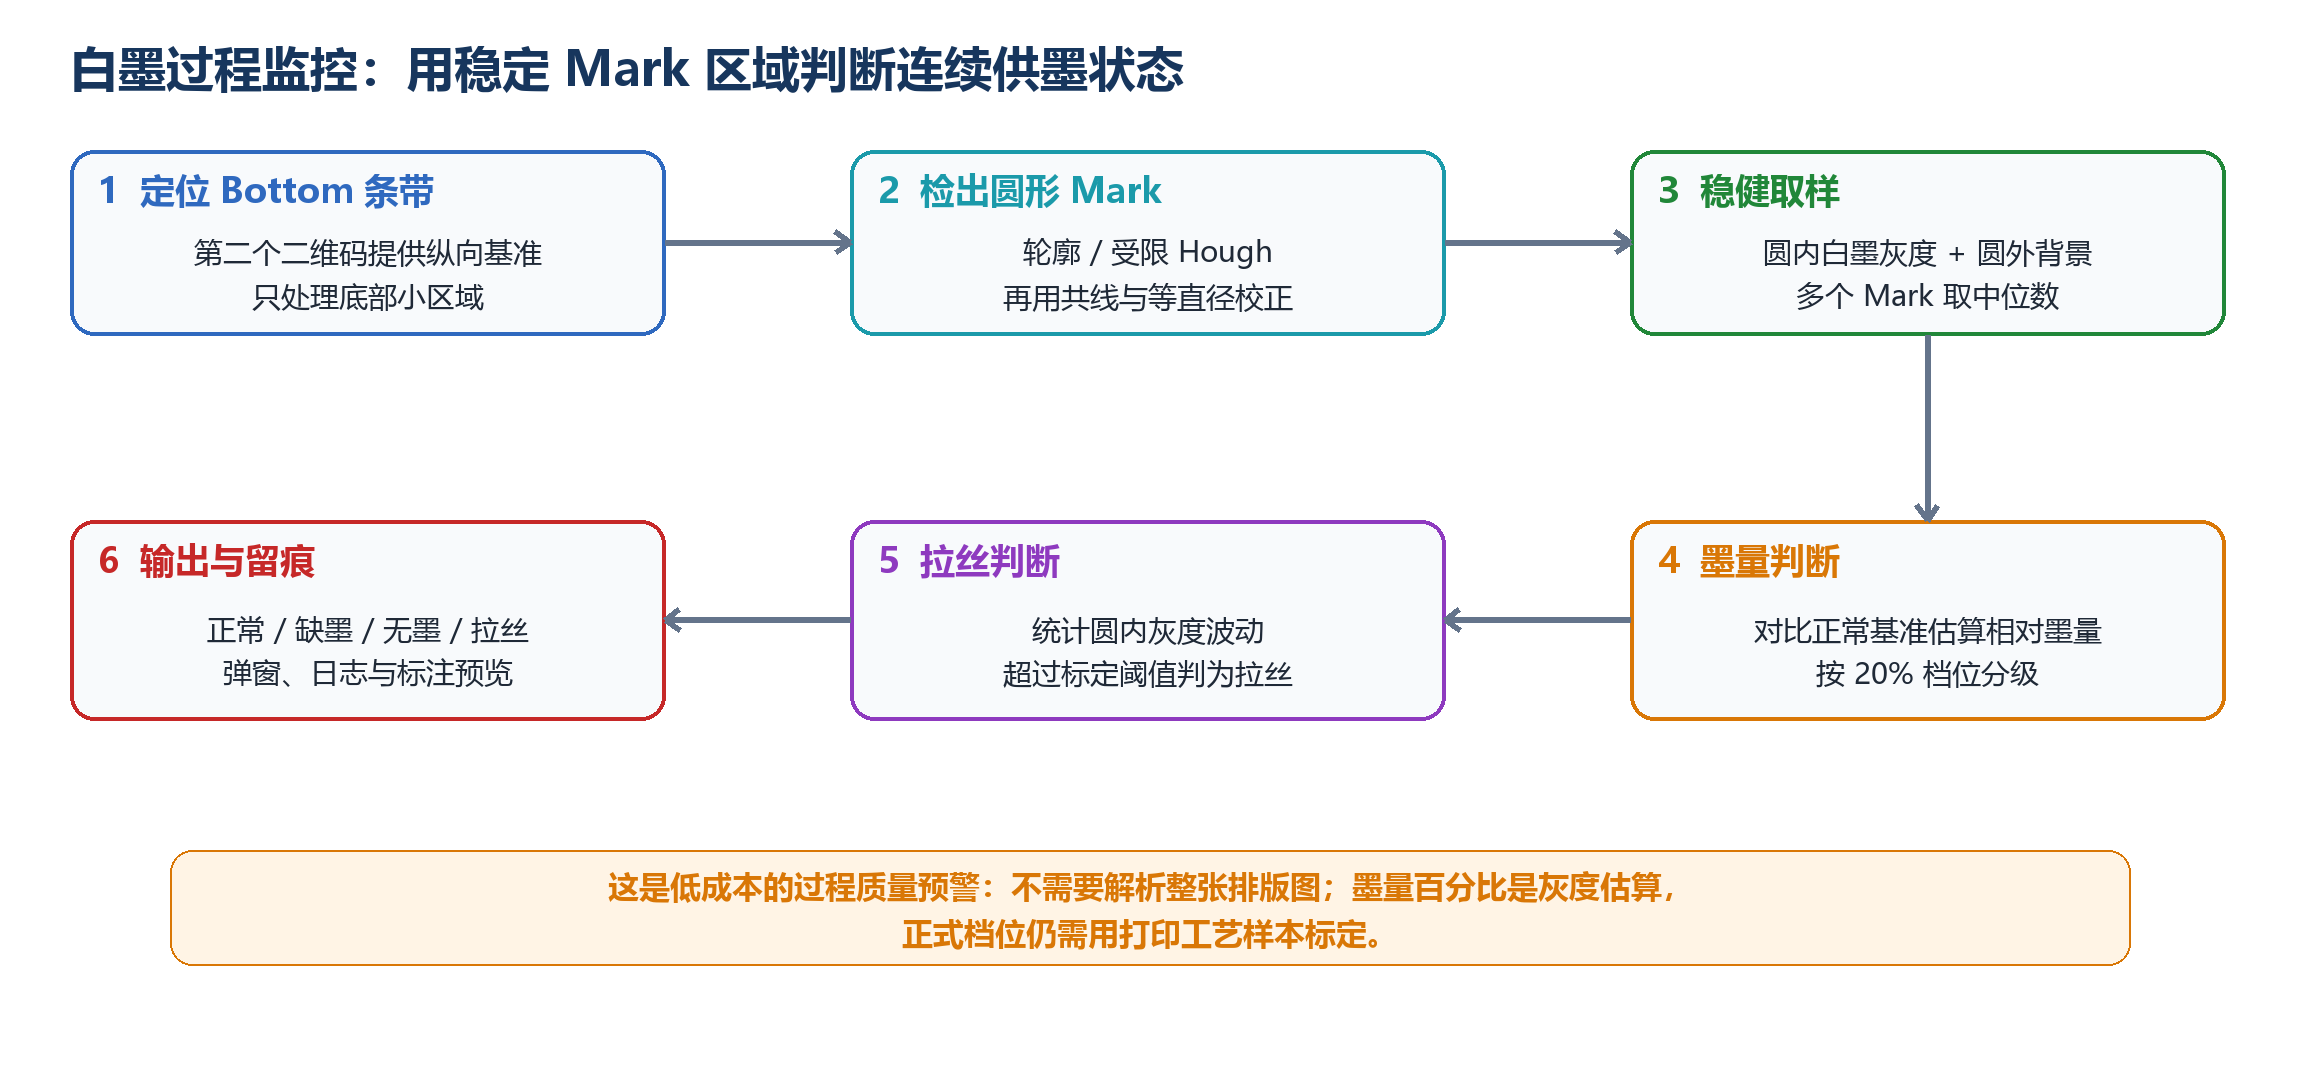 白墨过程监控：用稳定 Mark 区域判断连续供墨状态
1 定位 Bottom 条带
第二个二维码提供纵向基准
只处理底部小区域
2 检出圆形 Mark
轮廓 / 受限 Hough
再用共线与等直径校正
3 稳健取样
圆内白墨灰度 + 圆外背景
多个 Mark 取中位数
4 墨量判断
对比正常基准估算相对墨量
按 20% 档位分级
5 拉丝判断
统计圆内灰度波动
超过标定阈值判为拉丝
6 输出与留痕
正常 / 缺墨 / 无墨 / 拉丝
弹窗、日志与标注预览
这是低成本的过程质量预警：不需要解析整张排版图；墨量百分比是灰度估算，
正式档位仍需用打印工艺样本标定。